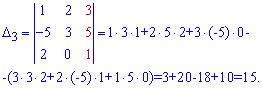 Δ₃ = | 1 2 3 |
| −5 3 5 | = 1·3·1+2·5·2+3·(-5)·0-
| 2 0 1 |
-(3·3·2+2·(-5)·1+1·5·0)=3+20-18+10=15.